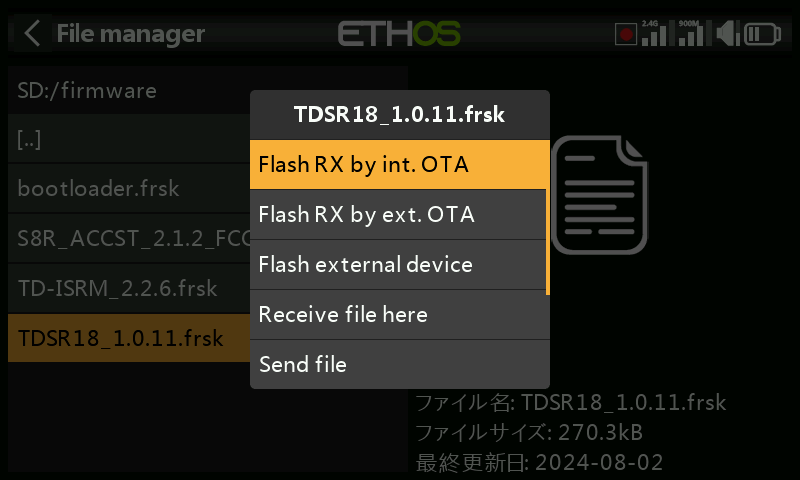 File manager
ETHOS
2.4G
900M
SD:/firmware
[..]
bootloader.frsk
S8R_ACCST_2.1.2_FCC
TD-ISRM_2.2.6.frsk
TDSR18_1.0.11.frsk
TDSR18_1.0.11.frsk
Flash RX by int. OTA
Flash RX by ext. OTA
Flash external device
Receive file here
Send file
ファイル名: TDSR18_1.0.11.frsk
ファイルサイズ: 270.3kB
最終更新日: 2024-08-02